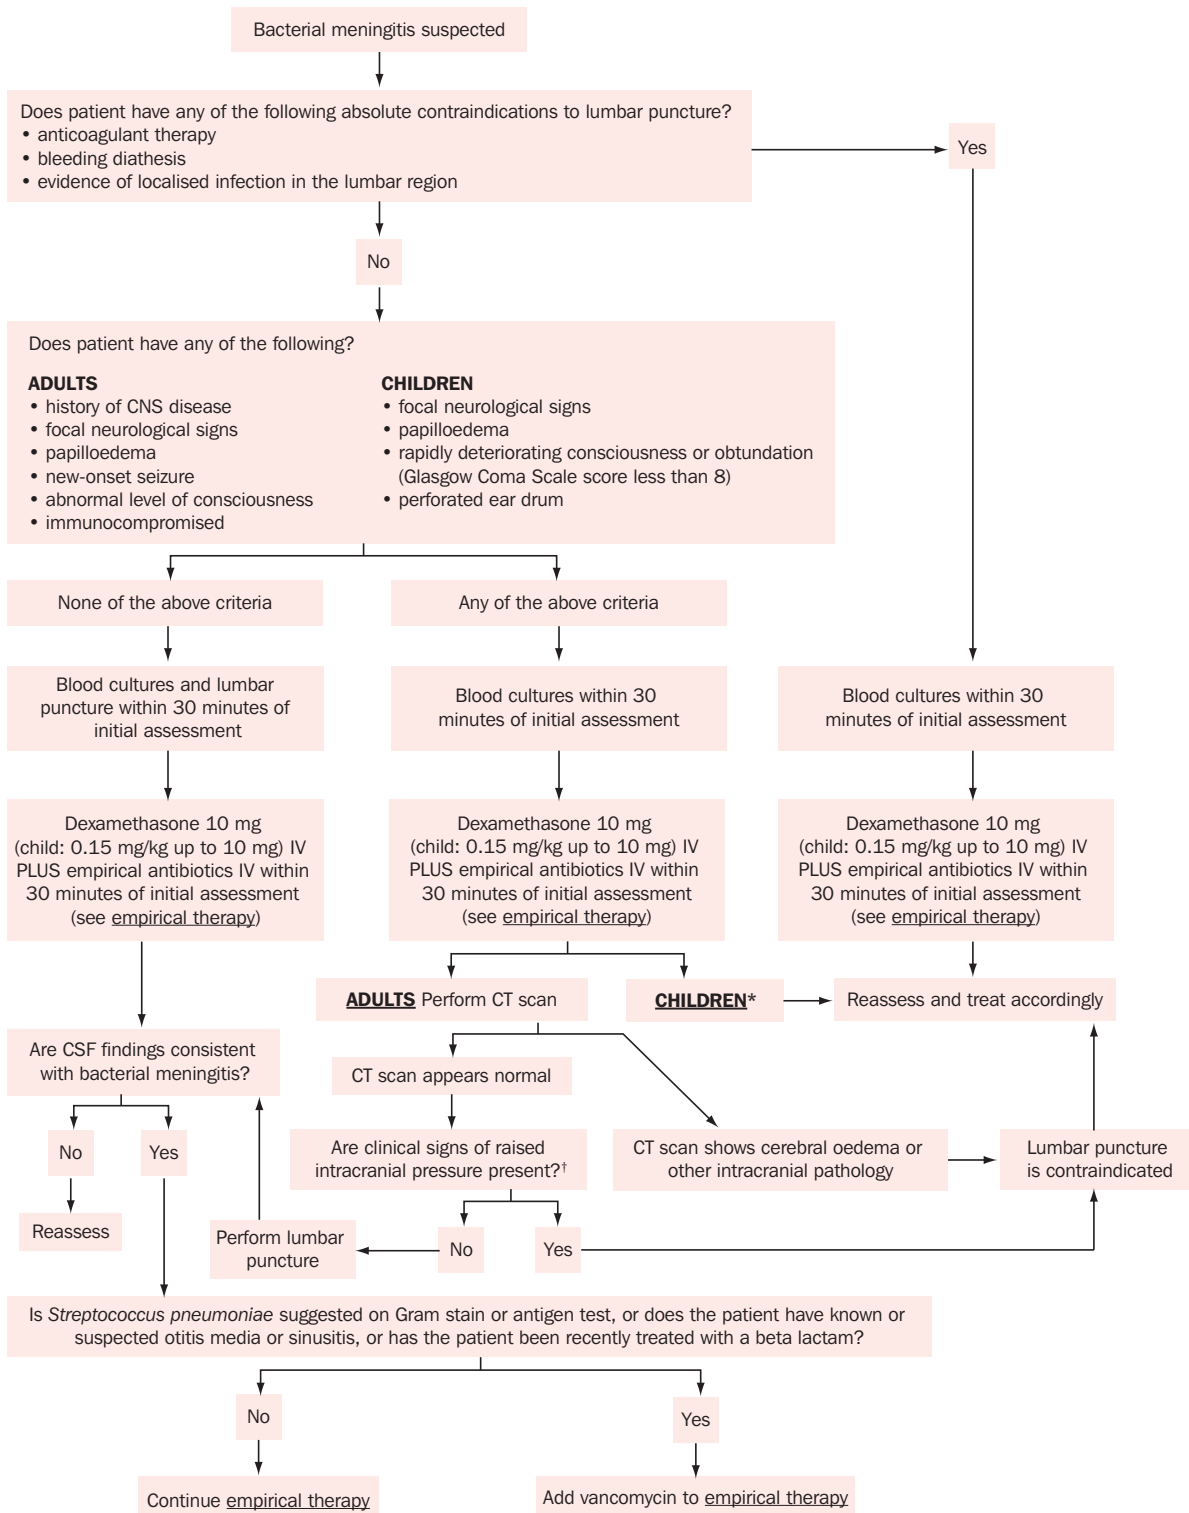 Bacterial meningitis suspected
Does patient have any of the following absolute contraindications to lumbar puncture?
• anticoagulant therapy
• bleeding diathesis
• evidence of localised infection in the lumbar region
Yes
No
Does patient have any of the following?
ADULTS
• history of CNS disease
• focal neurological signs
• papilloedema
• new-onset seizure
• abnormal level of consciousness
• immunocompromised
CHILDREN
• focal neurological signs
• papilloedema
• rapidly deteriorating consciousness or obtundation
(Glasgow Coma Scale score less than 8)
• perforated ear drum
None of the above criteria
Any of the above criteria
Blood cultures and lumbar
puncture within 30 minutes of
initial assessment
Blood cultures within 30
minutes of initial assessment
Blood cultures within 30
minutes of initial assessment
Dexamethasone 10 mg
(child: 0.15 mg/kg up to 10 mg) IV
PLUS empirical antibiotics IV within
30 minutes of initial assessment
(see empirical therapy)
Dexamethasone 10 mg
(child: 0.15 mg/kg up to 10 mg) IV
PLUS empirical antibiotics IV within
30 minutes of initial assessment
(see empirical therapy)
Dexamethasone 10 mg
(child: 0.15 mg/kg up to 10 mg) IV
PLUS empirical antibiotics IV within
30 minutes of initial assessment
(see empirical therapy)
ADULTS Perform CT scan
CHILDREN*
Reassess and treat accordingly
Are CSF findings consistent
with bacterial meningitis?
CT scan appears normal
No
Yes
Are clinical signs of raised
intracranial pressure present?†
CT scan shows cerebral oedema or
other intracranial pathology
Lumbar puncture
is contraindicated
Reassess
Perform lumbar
puncture
No
Yes
Is Streptococcus pneumoniae suggested on Gram stain or antigen test, or does the patient have known or
suspected otitis media or sinusitis, or has the patient been recently treated with a beta lactam?
No
Yes
Continue empirical therapy
Add vancomycin to empirical therapy